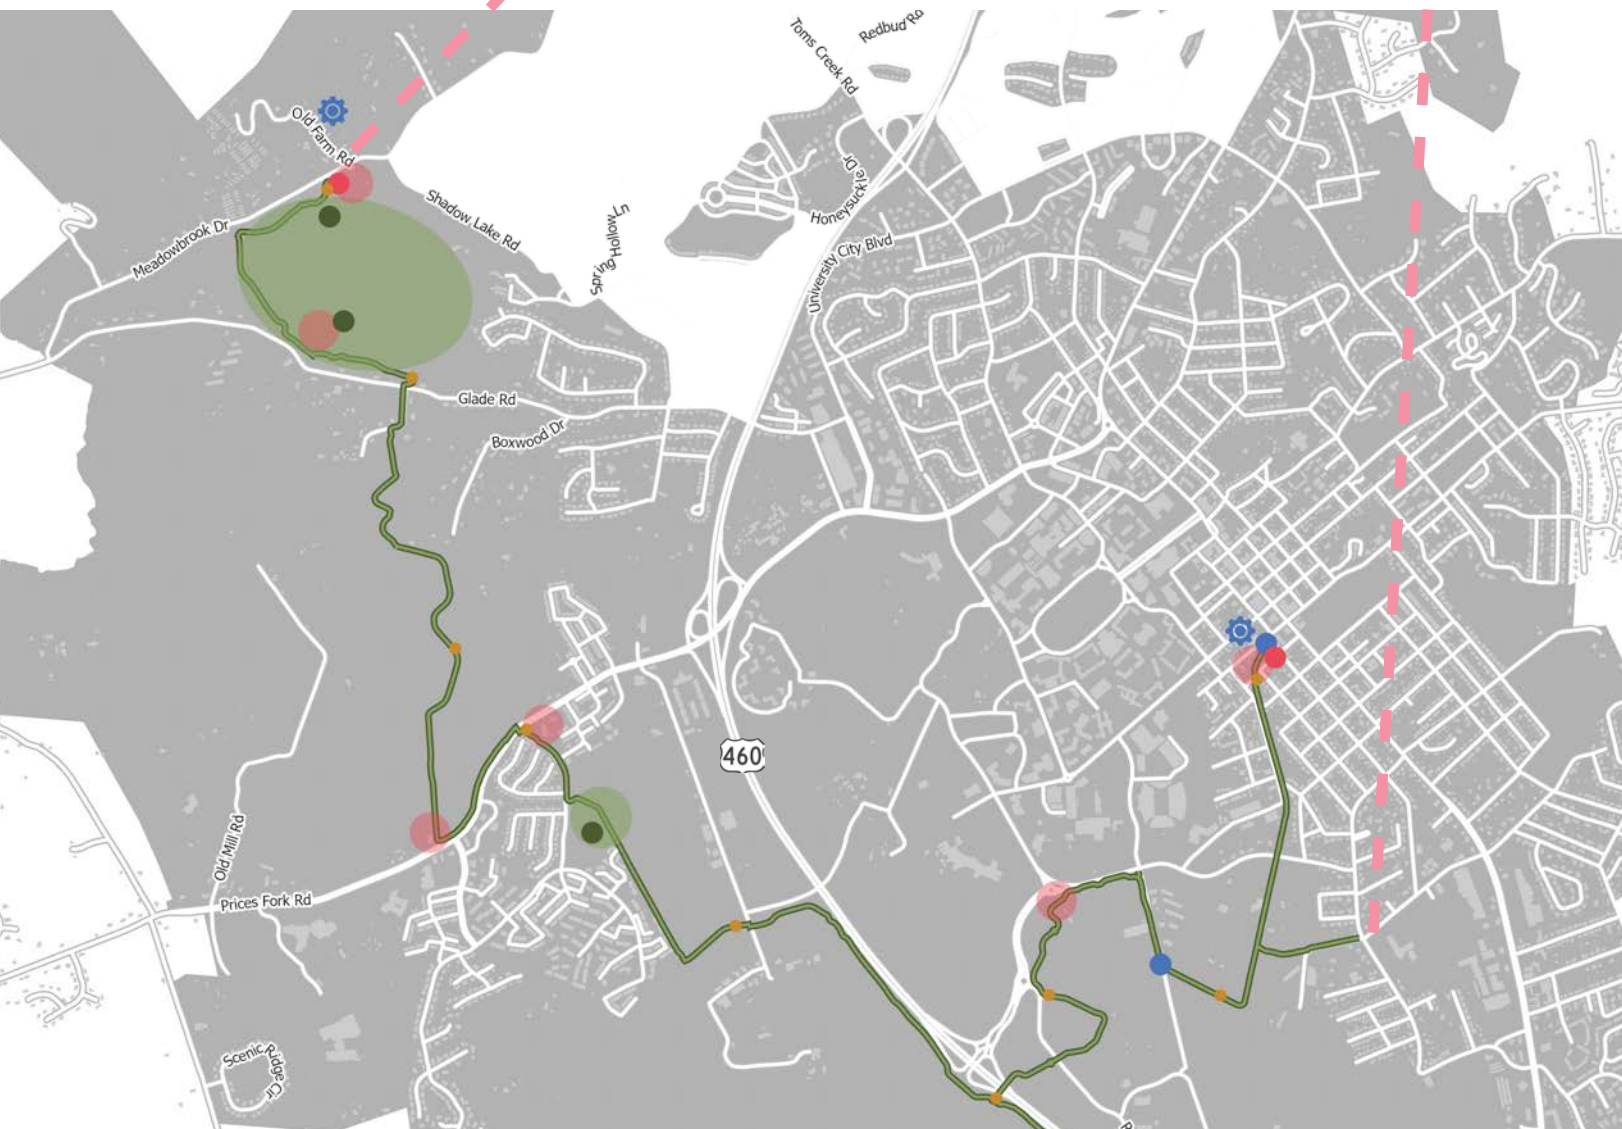 Redbud Rd
Toms Creek Rd
Old Farm Rd
Honeysuckle Dr
Shadow Lake Rd
Spring Hollow Ln
Meadowbrook Dr
University City Blvd
Glade Rd
Boxwood Dr
460
Old Mill Rd
Prices Fork Rd
Scenic Ridge Cir